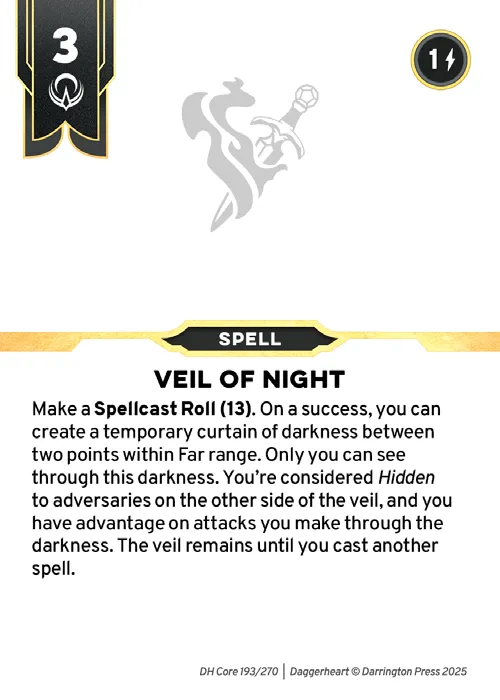 3
1
SPELL
VEIL OF NIGHT
Make a Spellcast Roll (13). On a success, you can
create a temporary curtain of darkness between
two points within Far range. Only you can see
through this darkness. You’re considered Hidden
to adversaries on the other side of the veil, and you
have advantage on attacks you make through the
darkness. The veil remains until you cast another
spell.
DH Core 193/270 | Daggerheart © Darrington Press 2025